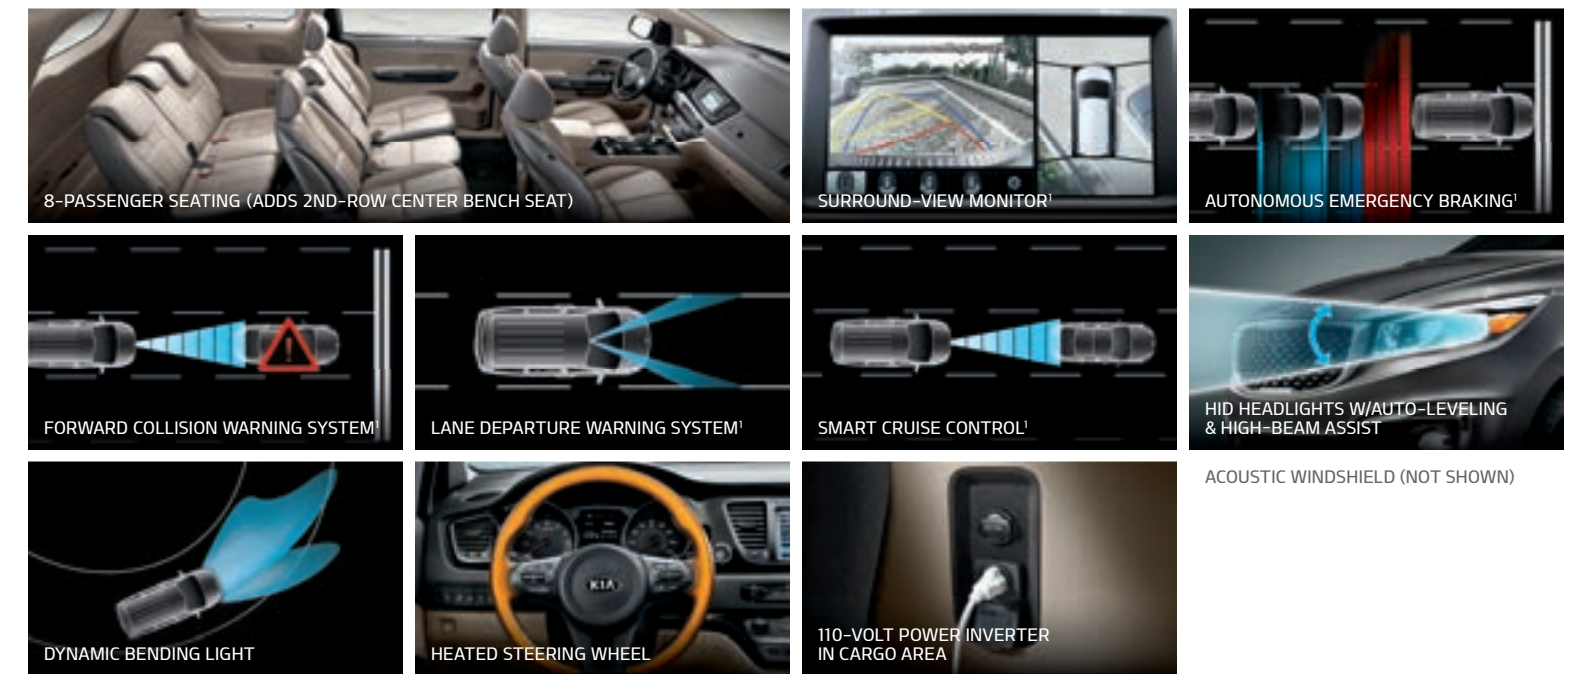 8-PASSENGER SEATING (ADDS 2ND-ROW CENTER BENCH SEAT)
SURROUND-VIEW MONITOR¹
AUTONOMOUS EMERGENCY BRAKING¹
FORWARD COLLISION WARNING SYSTEM¹
LANE DEPARTURE WARNING SYSTEM¹
SMART CRUISE CONTROL¹
HID HEADLIGHTS W/AUTO-LEVELING
& HIGH-BEAM ASSIST
DYNAMIC BENDING LIGHT
KIA
HEATED STEERING WHEEL
110-VOLT POWER INVERTER
IN CARGO AREA
ACOUSTIC WINDSHIELD (NOT SHOWN)